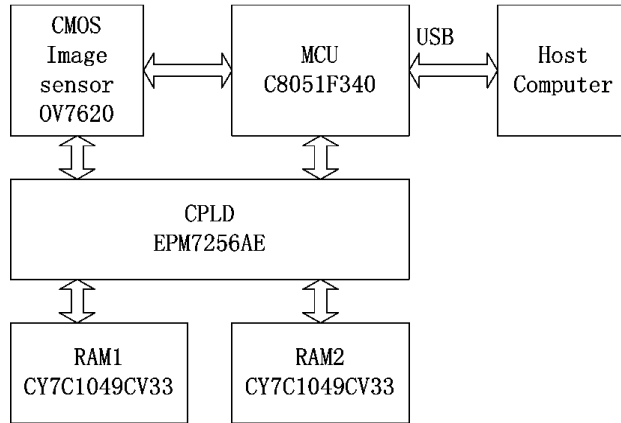 CMOS
Image
sensor
OV7620
MCU
C8051F340
USB
Host
Computer
CPLD
EPM7256AE
RAM1
CY7C1049CV33
RAM2
CY7C1049CV33